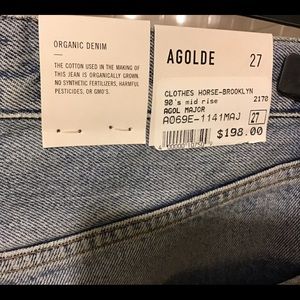 ORGANIC DENIM
THE COTTON USED IN THE MAKING OF
THIS JEAN IS ORGANICALLY GROWN.
NO SYNTHETIC FERTILIZERS, HARMFUL
PESTICIDES, OR GMO'S.
AGOLDE 27
CLOTHES HORSE-BROOKLYN
90's mid rise 2170
AGOL MAJOR
A069E-1141MAJ 27
$198.00